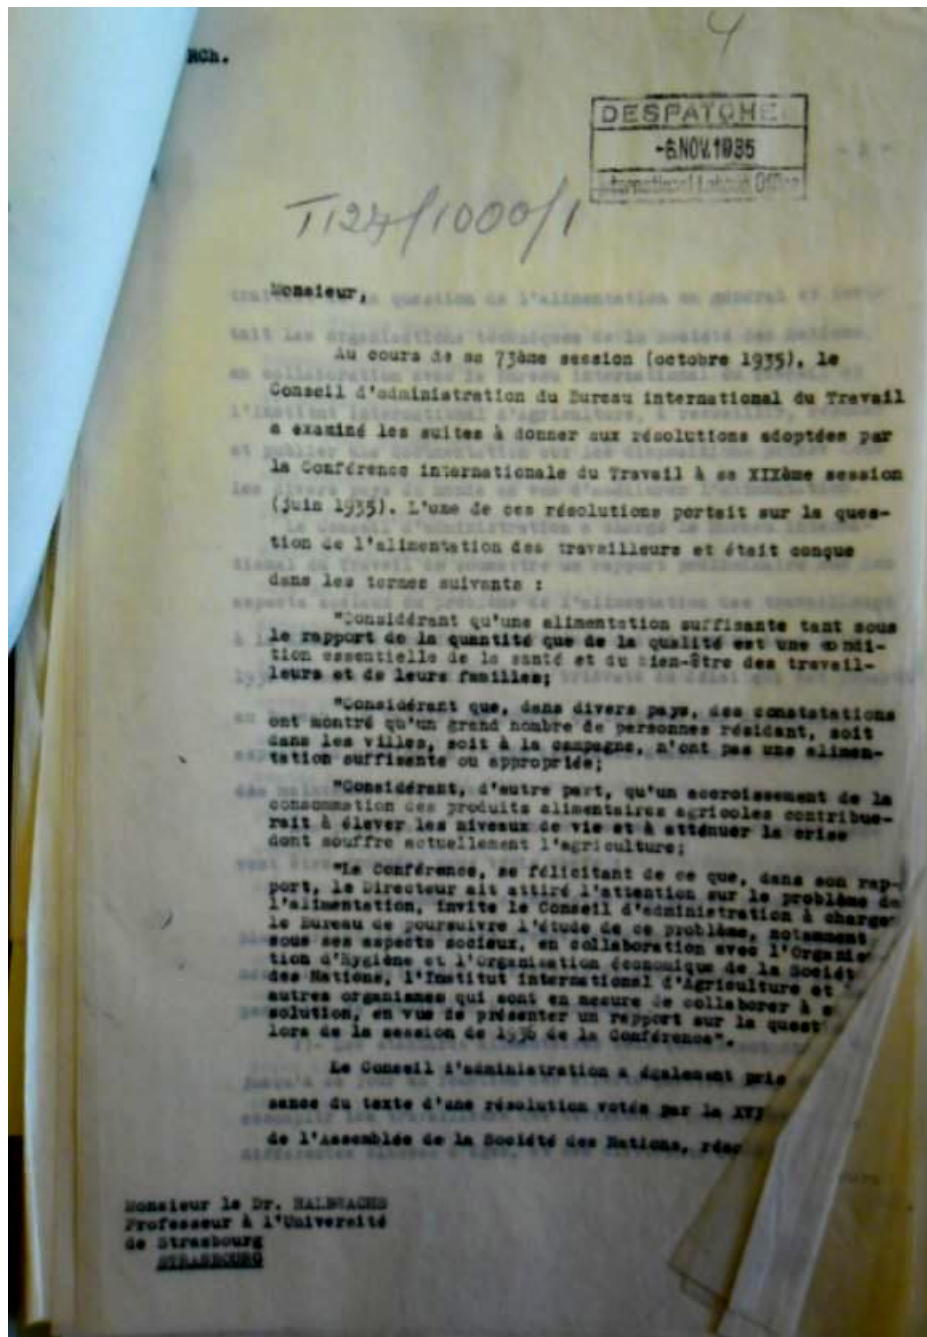 RCh.
4
DESPATCHE
-6.NOV.1935
International Labour Office
- 2 -
T124/1000/1
Monsieur,
Au cours de sa 73ème session (octobre 1935), le
Conseil d'administration du Bureau international du Travail
a examiné les suites à donner aux résolutions adoptées par
la Conférence internationale du Travail à sa XIXème session
(juin 1935). L'une de ces résolutions portait sur la ques-
tion de l'alimentation des travailleurs et était conçue
dans les termes suivants :
"Considérant qu'une alimentation suffisante tant sous
le rapport de la quantité que de la qualité est une condi-
tion essentielle de la santé et du bien-être des travail-
leurs et de leurs familles;
"Considérant que, dans divers pays, des constatations
ont montré qu'un grand nombre de personnes résidant, soit
dans les villes, soit à la campagne, n'ont pas une alimen-
tation suffisante ou appropriée;
"Considérant, d'autre part, qu'un accroissement de la
consommation des produits alimentaires agricoles contribue-
rait à élever les niveaux de vie et à atténuer la crise
dont souffre actuellement l'agriculture;
"La Conférence, se félicitant de ce que, dans son rap-
port, le Directeur ait attiré l'attention sur le problème de
l'alimentation, invite le Conseil d'administration à charger
le Bureau de poursuivre l'étude de ce problème, notamment
sous ses aspects sociaux, en collaboration avec l'Organisa-
tion d'Hygiène et l'Organisation économique de la Sociét
des Nations, l'Institut international d'Agriculture et
autres organismes qui sont en mesure de collaborer à s
solution, en vue de présenter un rapport sur la quest
lors de la session de 1936 de la Conférence".
Le Conseil d'administration a également pris
sance du texte d'une résolution votée par la XVI
de l'Assemblée de la Société des Nations, réso
Monsieur le Dr. HALBWACHS
Professeur à l'Université
de Strasbourg
STRASBOURG